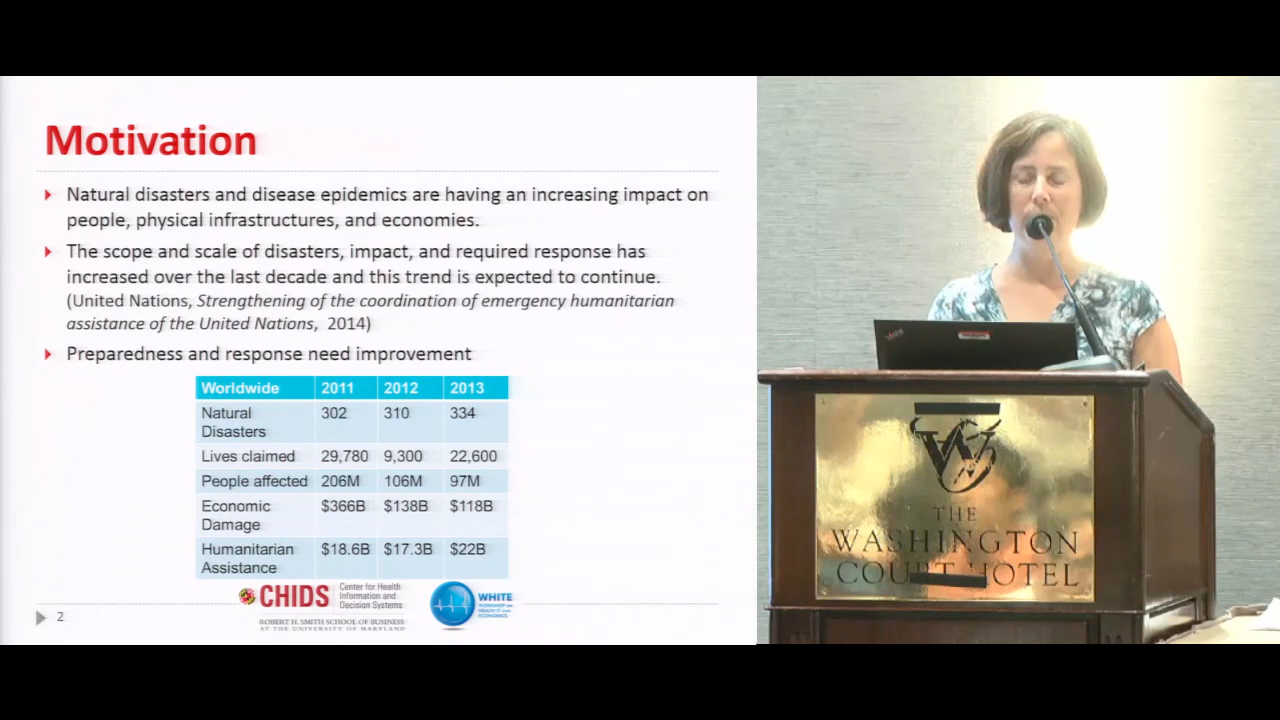 Motivation
Natural disasters and disease epidemics are having an increasing impact on
people, physical infrastructures, and economies.
The scope and scale of disasters, impact, and required response has
increased over the last decade and this trend is expected to continue.
(United Nations, Strengthening of the coordination of emergency humanitarian
assistance of the United Nations, 2014)
Preparedness and response need improvement
Worldwide 2011 2012 2013
Natural Disasters 302 310 334
Lives claimed 29,780 9,300 22,600
People affected 206M 106M 97M
Economic Damage $366B $138B $118B
Humanitarian Assistance $18.6B $17.3B $22B
CHIDS
Center for Health
Information and
Decision Systems
ROBERT H. SMITH SCHOOL OF BUSINESS
AT THE UNIVERSITY OF MARYLAND
WHITE
WORKSHOP ON
HEALTH IT AND
ECONOMICS
2
THE
WASHINGTON
COURT HOTEL